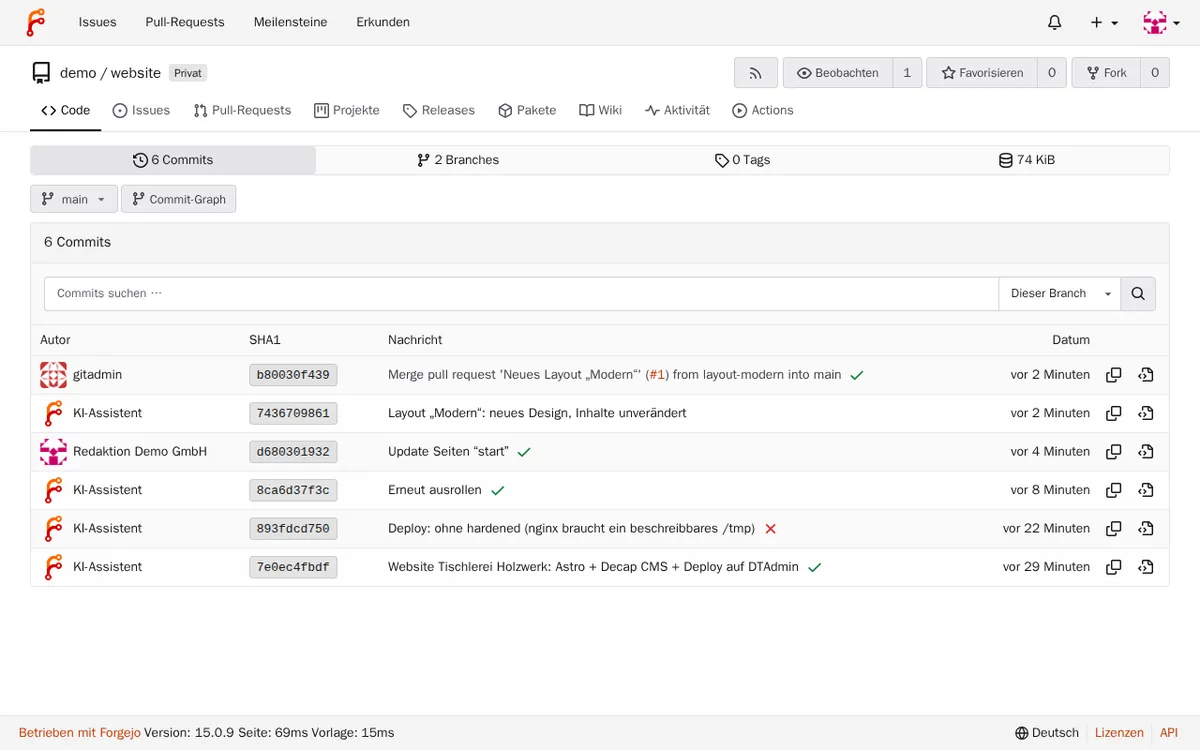 Issues Pull-Requests Meilensteine Erkunden
demo / website Privat
Beobachten 1 Favorisieren 0 Fork 0
Code Issues Pull-Requests Projekte Releases Pakete Wiki Aktivität Actions
6 Commits 2 Branches 0 Tags 74 KiB
main Commit-Graph
6 Commits
Commits suchen ⋯ Dieser Branch
Autor SHA1 Nachricht Datum
gitadmin b80030f439 Merge pull request 'Neues Layout „Modern“' (#1) from layout-modern into main vor 2 Minuten
KI-Assistent 7436709861 Layout „Modern“: neues Design, Inhalte unverändert vor 2 Minuten
Redaktion Demo GmbH d680301932 Update Seiten “start” vor 4 Minuten
KI-Assistent 8ca6d37f3c Erneut ausrollen vor 8 Minuten
KI-Assistent 893fdcd750 Deploy: ohne hardened (nginx braucht ein beschreibbares /tmp) vor 22 Minuten
KI-Assistent 7e0ec4fbdf Website Tischlerei Holzwerk: Astro + Decap CMS + Deploy auf DTAdmin vor 29 Minuten
Betrieben mit Forgejo Version: 15.0.9 Seite: 69ms Vorlage: 15ms Deutsch Lizenzen API